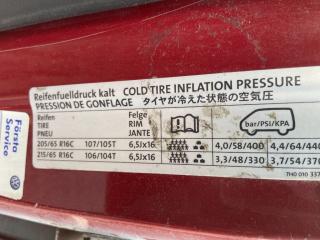 Första
Service
Reifenfuelldruck kalt COLD TIRE INFLATION PRESSURE
PRESSION DE GONFLAGE タイヤが冷えた状態の空気圧
Reifen
TIRE
PNEU
Felge
RIM
JANTE
bar/PSI/KPA
205/65 R16C 107/105T 6,5Jx16 4,0/58/400 4,4/64/440
215/65 R16C 106/104T 6,5Jx16 3,3/48/330 3,7/54/370
7H0 010 337